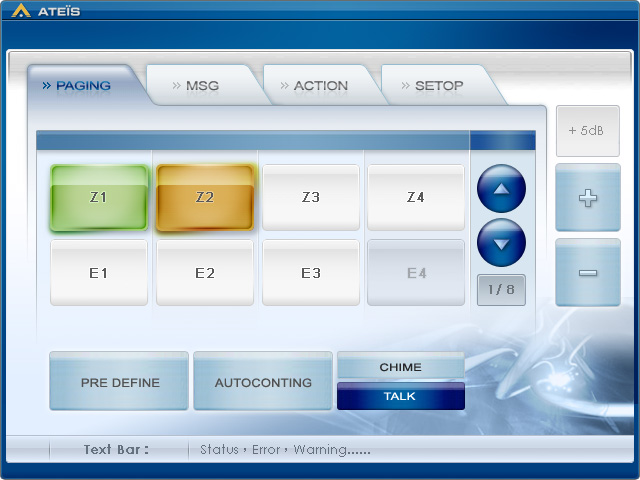 ATEÏS
» PAGING » MSG » ACTION » SETOP
+ 5dB
Z1 Z2 Z3 Z4
E1 E2 E3 E4
1 / 8
PRE DEFINE AUTOCONTING CHIME
TALK
Text Bar : Status , Error , Warning......